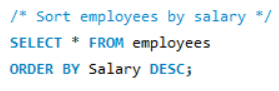 /* Sort employees by salary */
SELECT * FROM employees
ORDER BY Salary DESC;